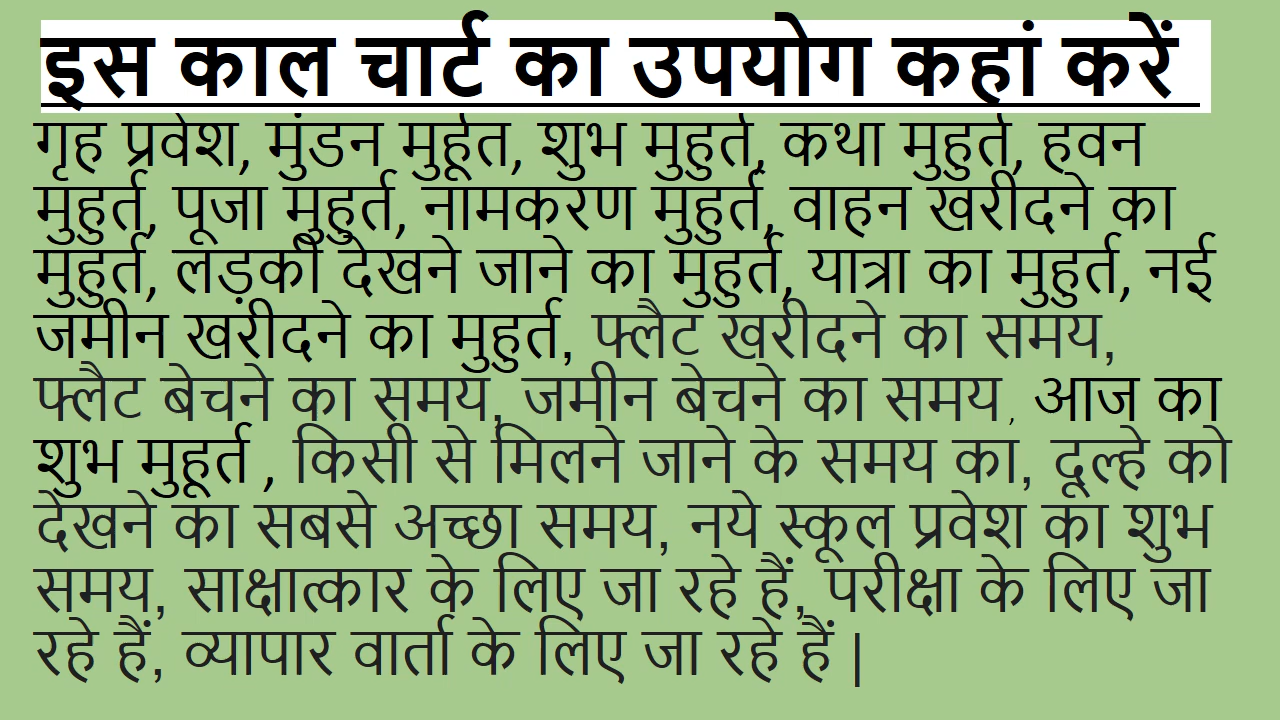 इस काल चार्ट का उपयोग कहां करें
गृह प्रवेश, मुंडन मुर्हूत, शुभ मुहुर्त, कथा मुहुर्त, हवन
मुहुर्त, पूजा मुहुर्त, नामकरण मुहुर्त, वाहन खरीदने का
मुहुर्त, लड़की देखने जाने का मुहुर्त, यात्रा का मुहुर्त, नई
जमीन खरीदने का मुहुर्त, फ्लैट खरीदने का समय,
फ्लैट बेचने का समय, जमीन बेचने का समय, आज का
शुभ मुहूर्त , किसी से मिलने जाने के समय का, दूल्हे को
देखने का सबसे अच्छा समय, नये स्कूल प्रवेश का शुभ
समय, साक्षात्कार के लिए जा रहे हैं, परीक्षा के लिए जा
रहे हैं, व्यापार वार्ता के लिए जा रहे हैं |